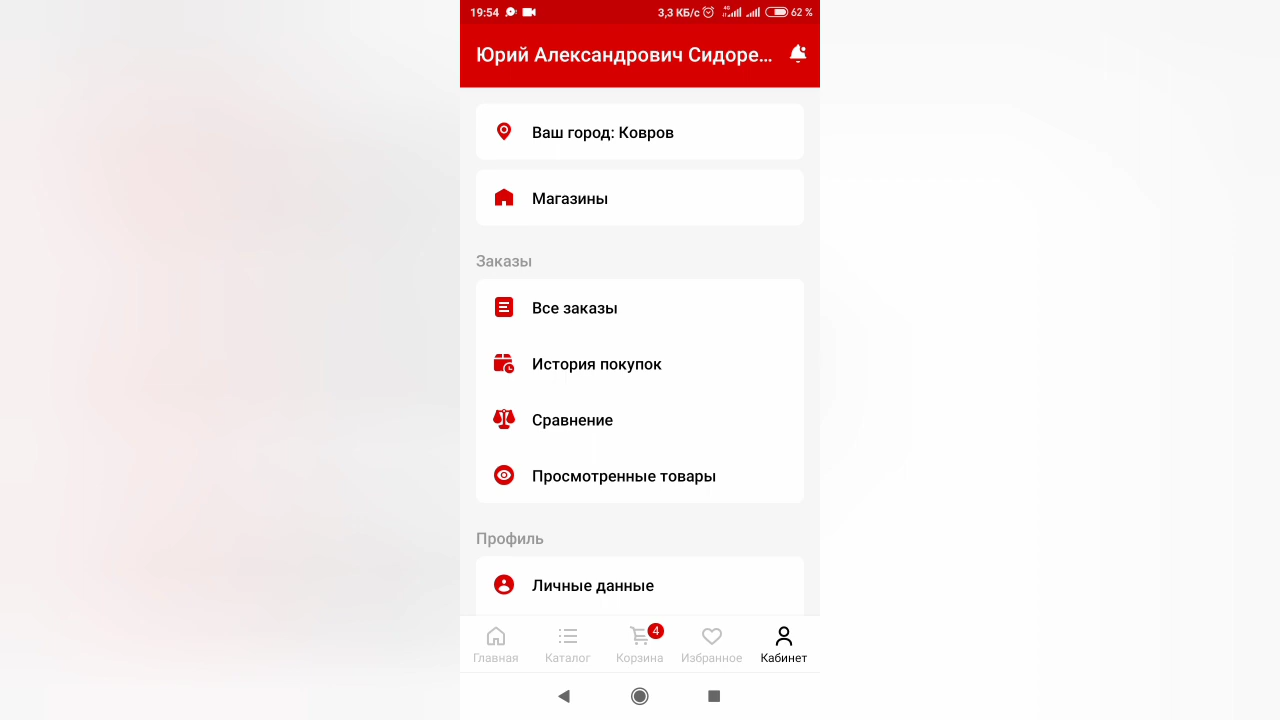 19:54 3,3 КБ/с 4G 62 %
Юрий Александрович Сидоре...
Ваш город: Ковров
Магазины
Заказы
Все заказы
История покупок
Сравнение
Просмотренные товары
Профиль
Личные данные
4
Главная Каталог Корзина Избранное Кабинет